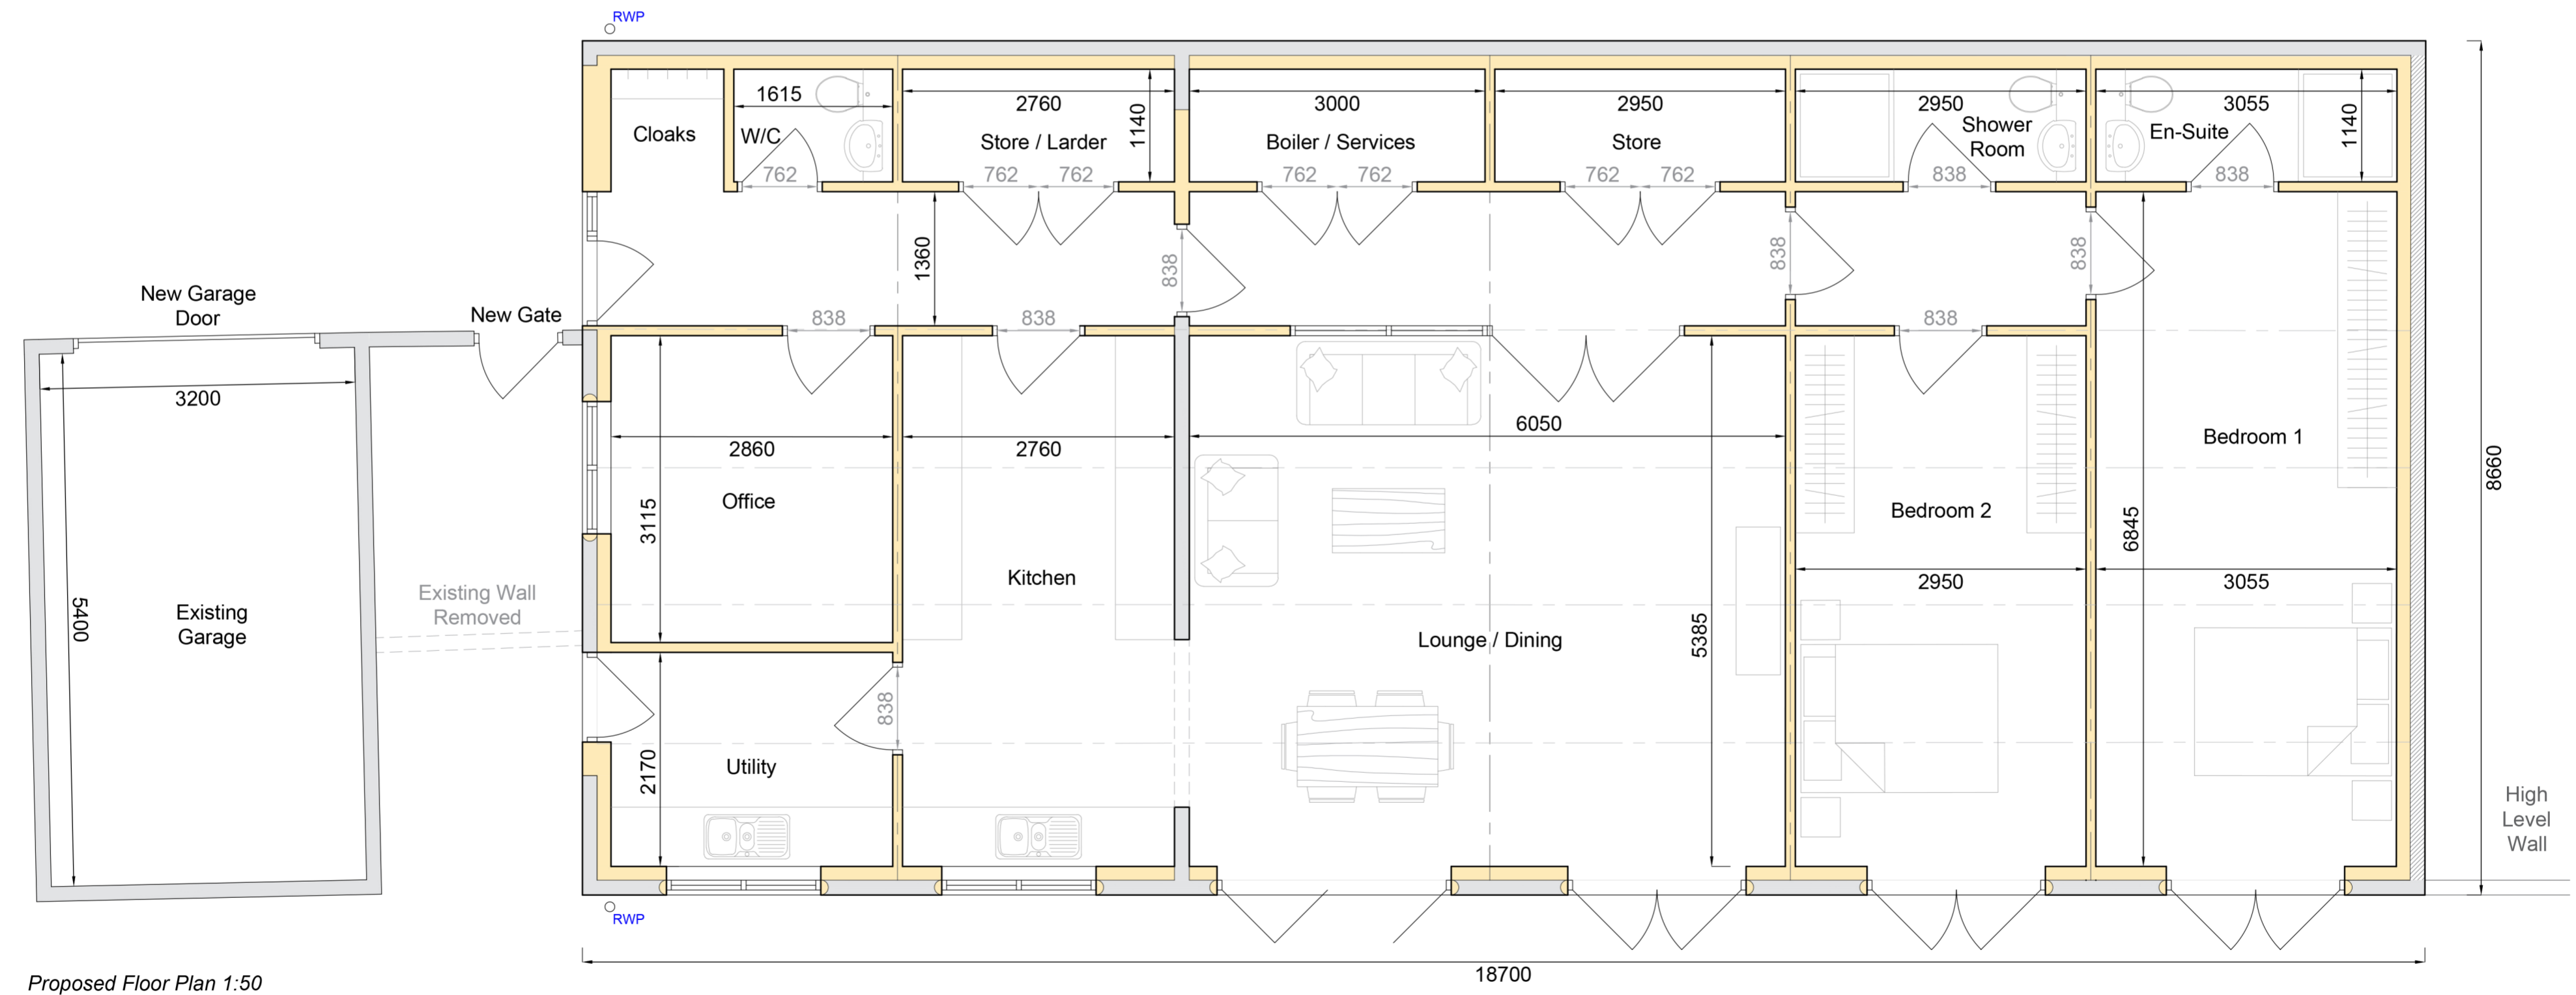 RWP
1615
W/C
762
Cloaks
2760
Store / Larder
1140
762
762
3000
Boiler / Services
762
762
2950
Store
762
762
2950
Shower
Room
838
3055
En-Suite
1140
838
1360
838
838
838
838
838
838
New Garage
Door
New Gate
3200
5400
Existing
Garage
Existing Wall
Removed
2860
Office
3115
2760
Kitchen
6050
Lounge / Dining
5385
Bedroom 2
2950
Bedroom 1
6845
3055
8660
838
Utility
2170
High
Level
Wall
RWP
18700
Proposed Floor Plan 1:50